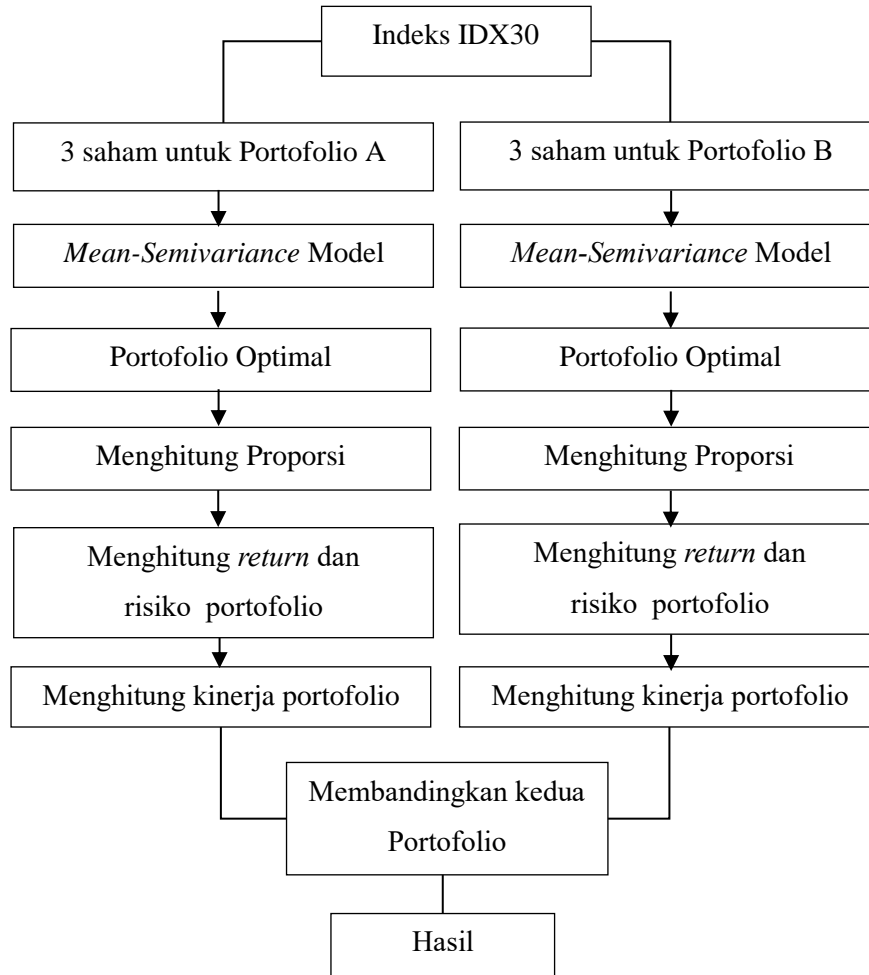 Indeks IDX30
3 saham untuk Portofolio A
3 saham untuk Portofolio B
Mean-Semivariance Model
Mean-Semivariance Model
Portofolio Optimal
Portofolio Optimal
Menghitung Proporsi
Menghitung Proporsi
Menghitung return dan
risiko portofolio
Menghitung return dan
risiko portofolio
Menghitung kinerja portofolio
Menghitung kinerja portofolio
Membandingkan kedua
Portofolio
Hasil